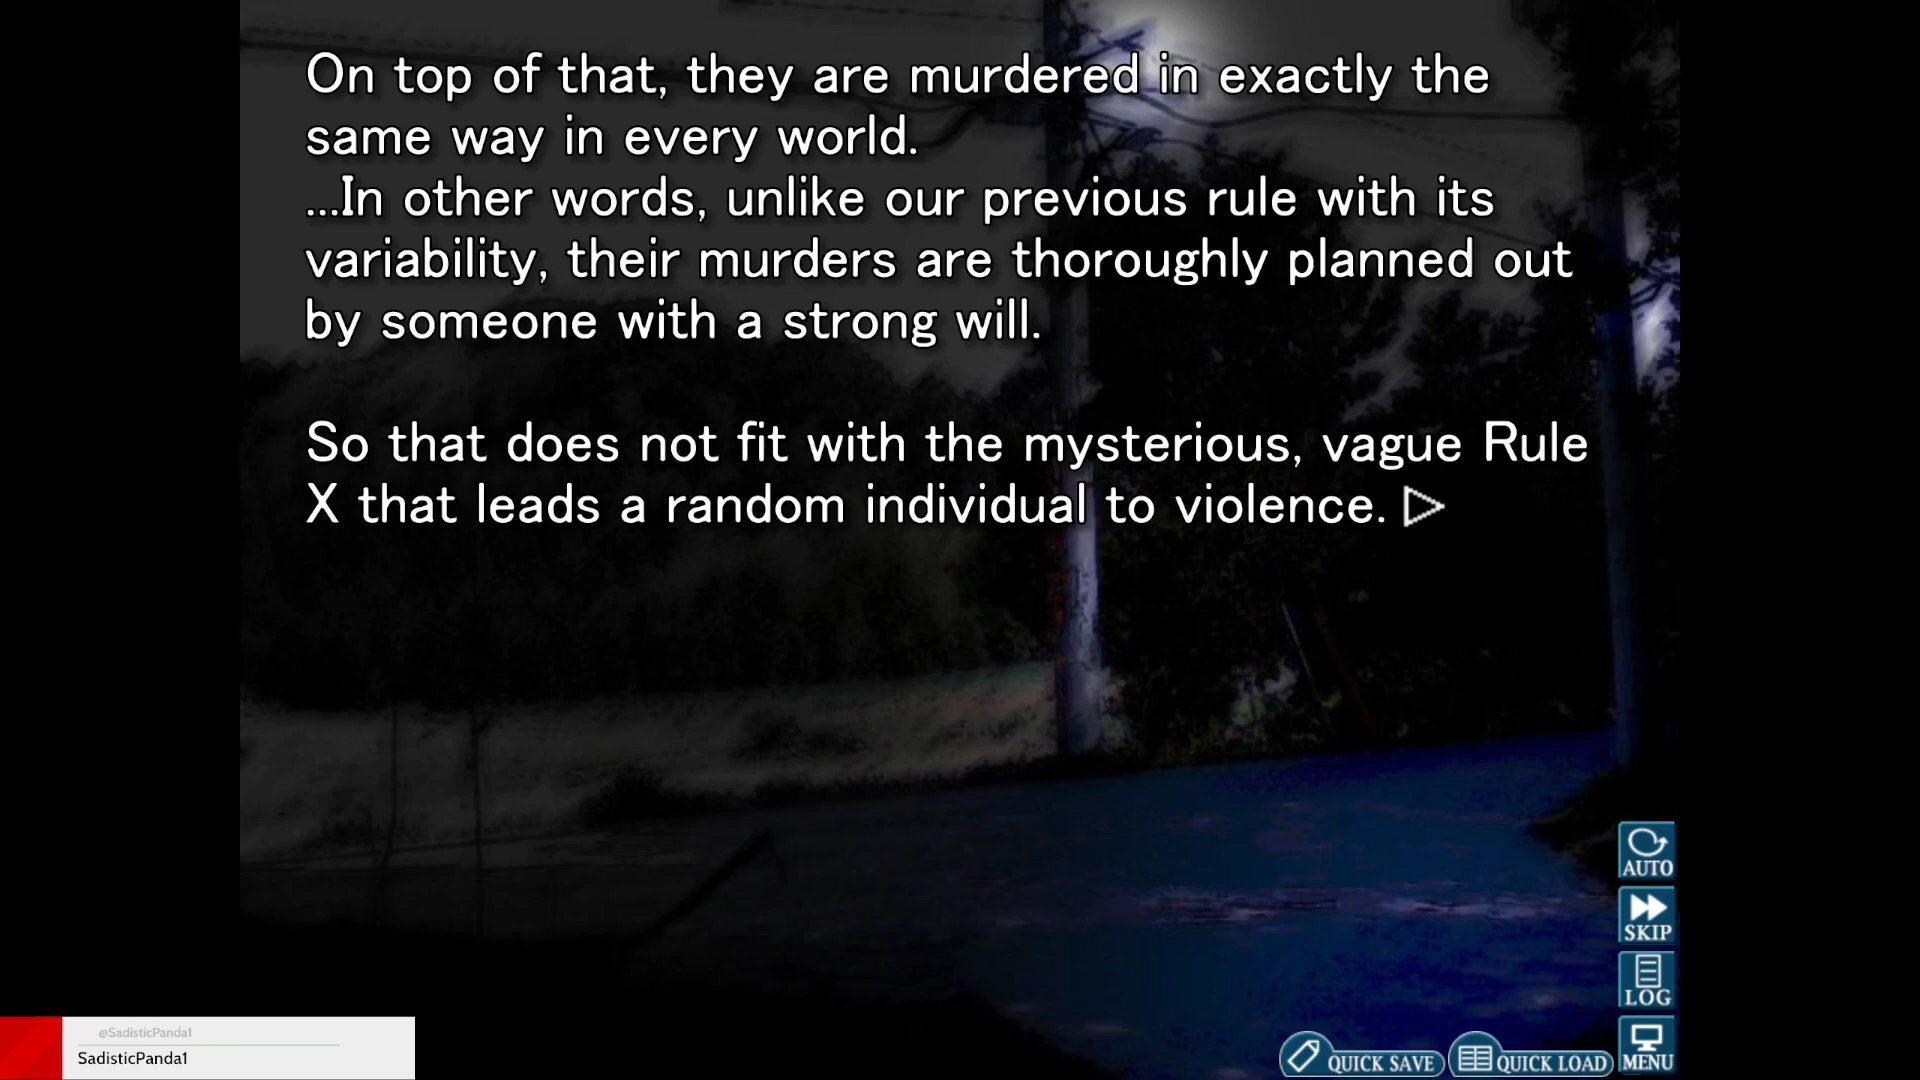 On top of that, they are murdered in exactly the
same way in every world.
...In other words, unlike our previous rule with its
variability, their murders are thoroughly planned out
by someone with a strong will.
So that does not fit with the mysterious, vague Rule
X that leads a random individual to violence.
AUTO
SKIP
LOG
MENU
QUICK SAVE
QUICK LOAD
@SadisticPanda1
SadisticPanda1